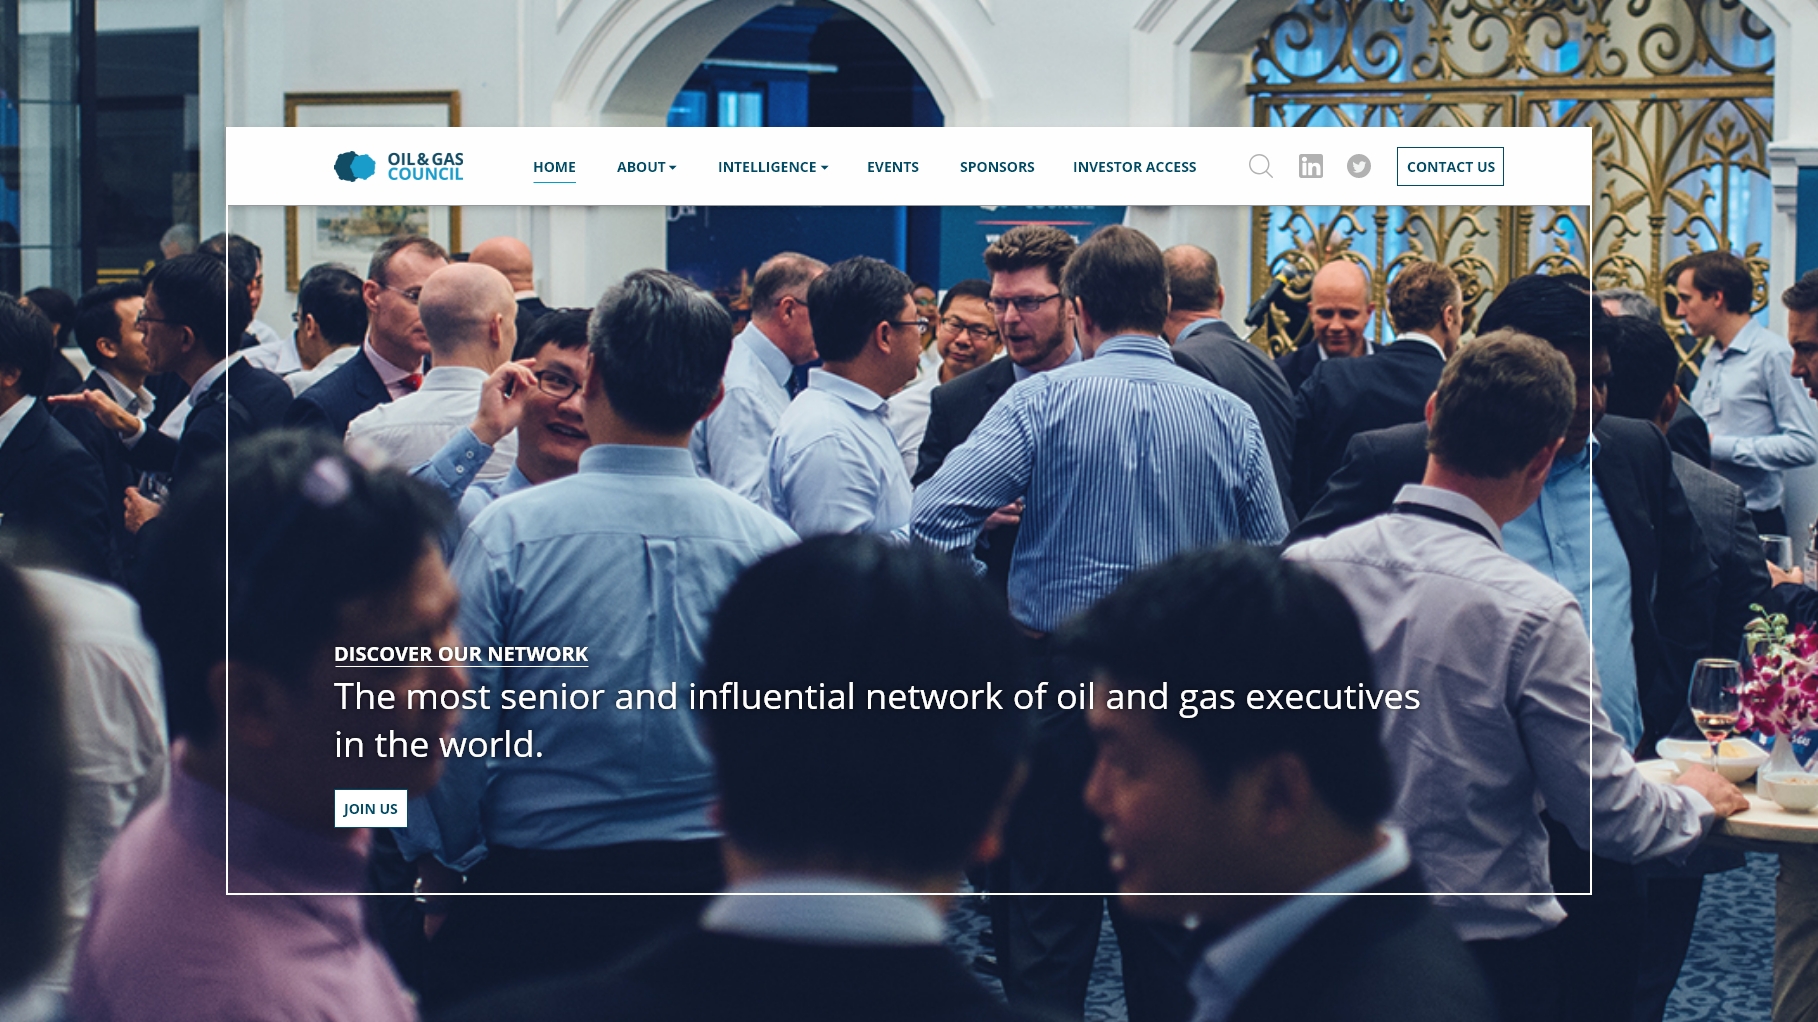 OIL & GAS
COUNCIL
HOME
ABOUT
INTELLIGENCE
EVENTS
SPONSORS
INVESTOR ACCESS
CONTACT US
DISCOVER OUR NETWORK
The most senior and influential network of oil and gas executives
in the world.
JOIN US